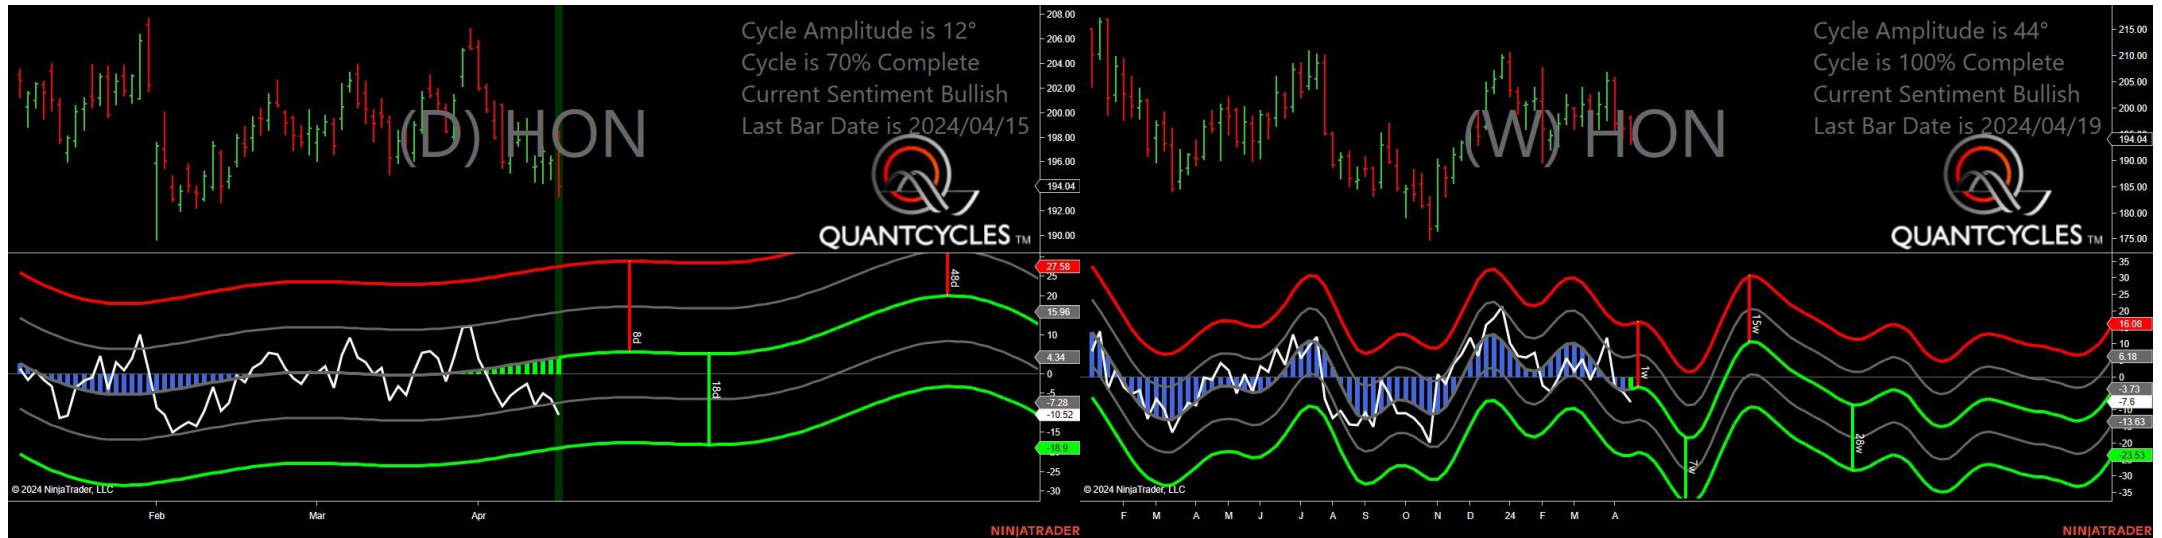 Cycle Amplitude is 12°
Cycle is 70% Complete
Current Sentiment Bullish
Last Bar Date is 2024/04/15
(D) HON
QUANTCYCLES TM
208.00
206.00
204.00
202.00
200.00
198.00
196.00
194.04
192.00
190.00
27.58
25
20
15.96
10
4.34
0
-5
-7.28
-10.52
-15
-18.9
-25
-30
8d
18d
48d
© 2024 NinjaTrader, LLC
Feb Mar Apr
NINJATRADER
Cycle Amplitude is 44°
Cycle is 100% Complete
Current Sentiment Bullish
Last Bar Date is 2024/04/19
(W) HON
QUANTCYCLES TM
215.00
210.00
205.00
200.00
194.04
190.00
185.00
180.00
175.00
35
30
25
20
16.08
10
6.18
0
-3.73
-7.6
-10
-13.63
-20
-23.53
-30
-35
1w
7w
15w
28w
© 2024 NinjaTrader, LLC
F M A M J J A S O N D 24 F M A
NINJATRADER